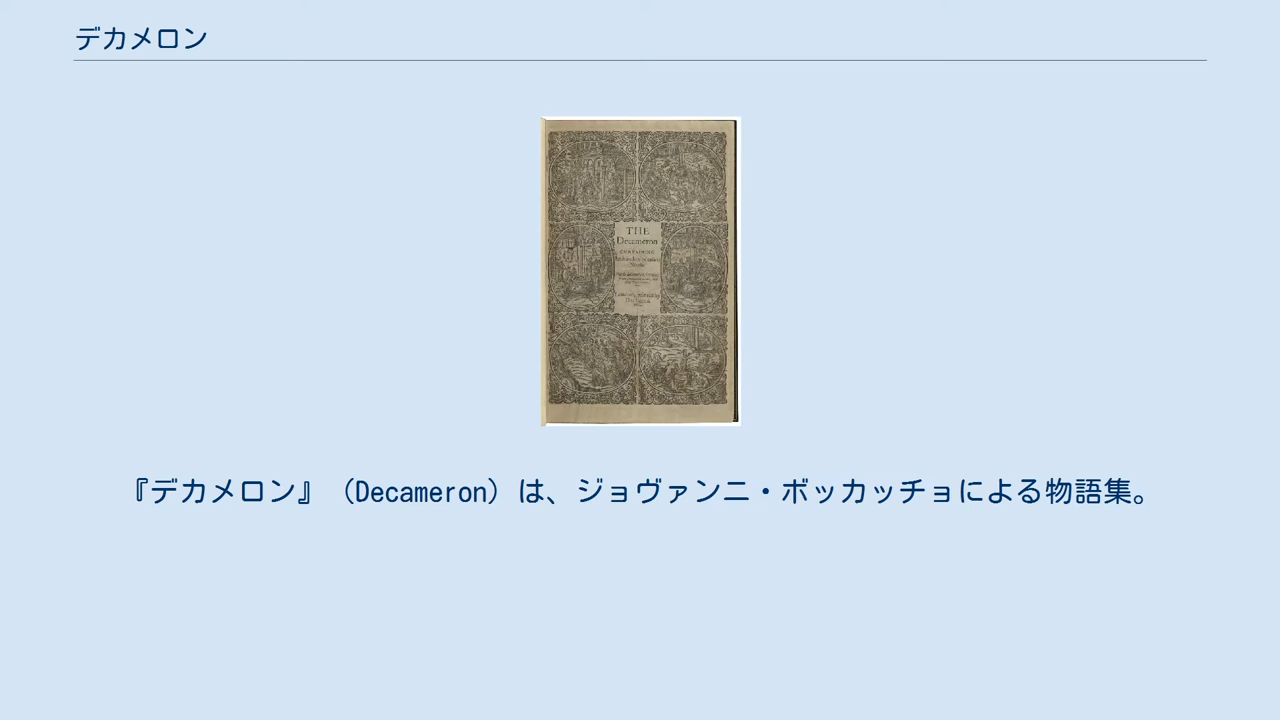 デカメロン
THE
Decameron
CONTAINING
『デカメロン』（Decameron）は、ジョヴァンニ・ボッカッチョによる物語集。